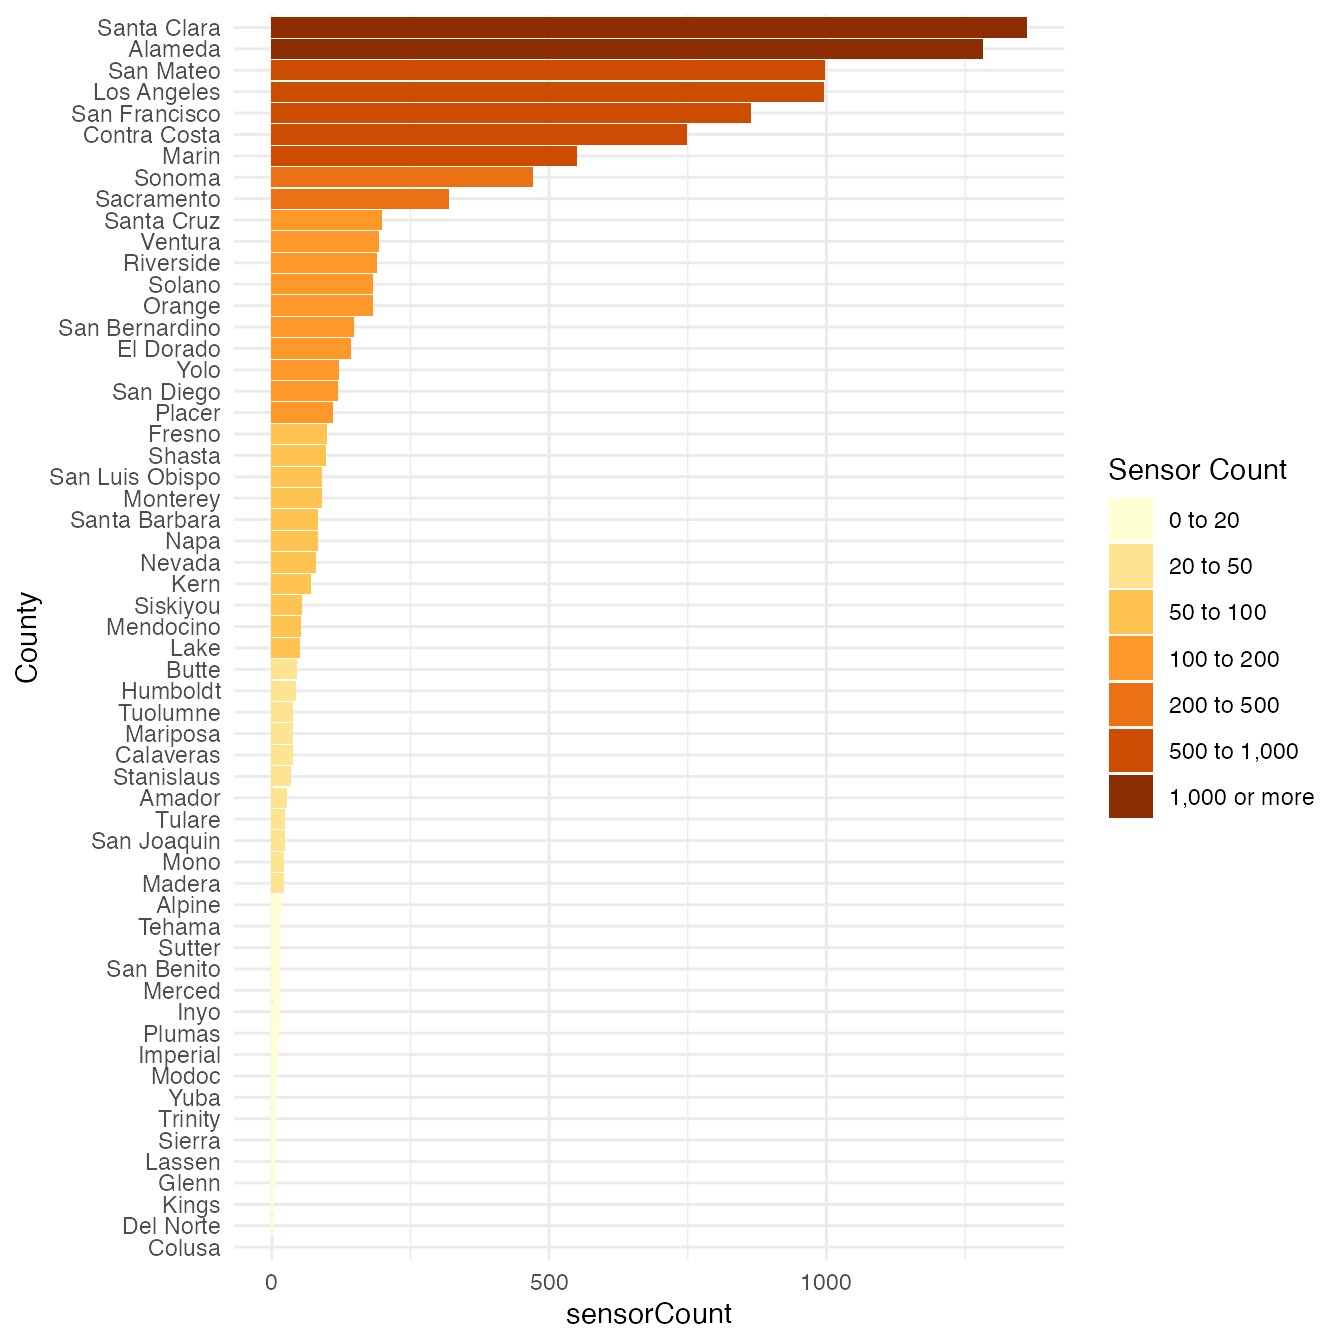 Santa Clara
Alameda
San Mateo
Los Angeles
San Francisco
Contra Costa
Marin
Sonoma
Sacramento
Santa Cruz
Ventura
Riverside
Solano
Orange
San Bernardino
El Dorado
Yolo
San Diego
Placer
Fresno
Shasta
San Luis Obispo
Monterey
Santa Barbara
Napa
Nevada
Kern
Siskiyou
Mendocino
Lake
Butte
Humboldt
Tuolumne
Mariposa
Calaveras
Stanislaus
Amador
Tulare
San Joaquin
Mono
Madera
Alpine
Tehama
Sutter
San Benito
Merced
Inyo
Plumas
Imperial
Modoc
Yuba
Trinity
Sierra
Lassen
Glenn
Kings
Del Norte
Colusa
County
0 500 1000
sensorCount
Sensor Count
0 to 20
20 to 50
50 to 100
100 to 200
200 to 500
500 to 1,000
1,000 or more